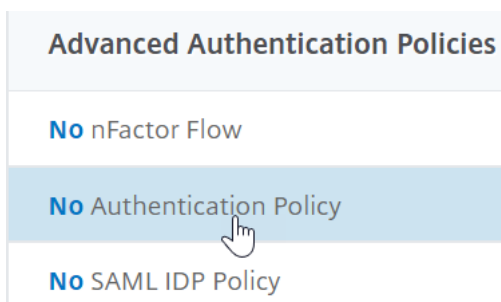 Advanced Authentication Policies
No nFactor Flow
No Authentication Policy
No SAML IDP Policy